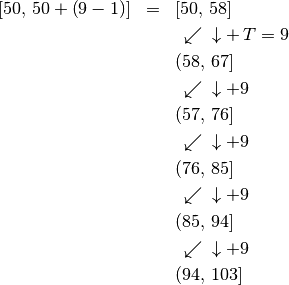 [50, 50 + (9 − 1)] = [50, 58]
↙ ↓ + T = 9
(58, 67]
↙ ↓ +9
(57, 76]
↙ ↓ +9
(76, 85]
↙ ↓ +9
(85, 94]
↙ ↓ +9
(94, 103]